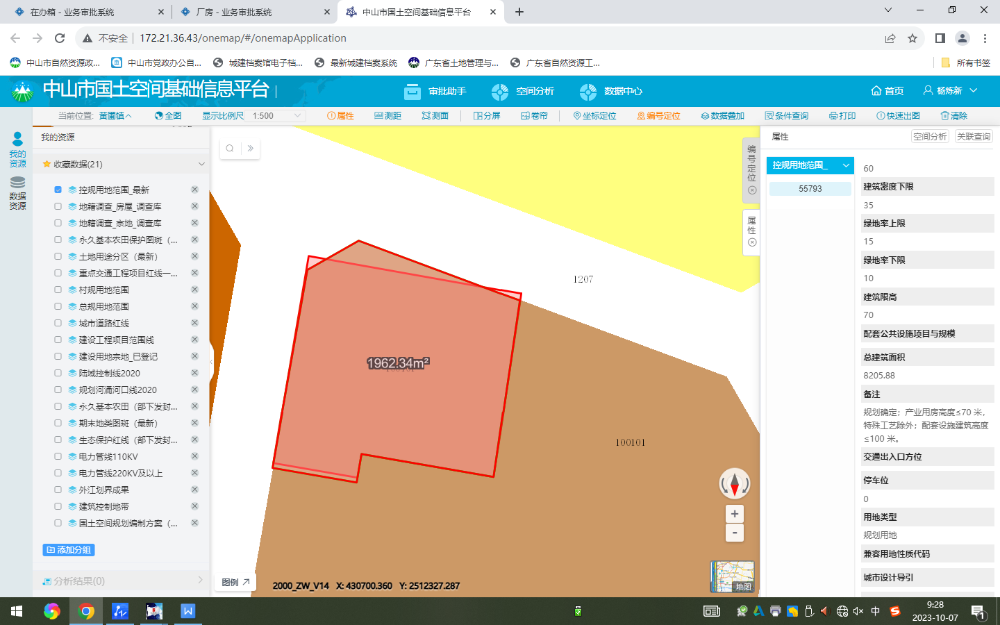 在办箱 - 业务审批系统
厂房 - 业务审批系统
中山市国土空间基础信息平台
不安全
172.21.36.43/onemap/#/onemapApplication
中山市自然资源政...
中山市党政办公自...
城建档案馆电子档...
最新城建档案系统
广东省土地管理与...
广东省自然资源工...
所有书签
中山市国土空间基础信息平台
审批助手
空间分析
数据中心
首页
杨炼新
当前位置:
黄圃镇
全图
显示比例尺
1:500
属性
测距
测面
分屏
卷帘
坐标定位
编号定位
数据叠加
条件查询
打印
快速出图
清除
我的
资源
数据
资源
我的资源
收藏数据(21)
控规用地范围_最新
地籍调查_房屋_调查库
地籍调查_宗地_调查库
永久基本农田保护图斑（...
土地用途分区（最新）
重点交通工程项目红线一...
村规用地范围
总规用地范围
城市道路红线
建设工程项目范围线
建设用地宗地_已登记
陆域控制线2020
规划河涌河口线2020
永久基本农田（部下发封...
期末地类图斑（最新）
生态保护红线（部下发封...
电力管线110KV
电力管线220KV及以上
外江划界成果
建筑控制地带
国土空间规划编制方案（...
添加分组
分析结果(0)
1207
1962.34m²
100101
图例
2000_ZW_V14 X: 430700.360 Y: 2512327.287
地图
编号定位
属性
属性
空间分析
关联查询
控规用地范围_
55793
60
建筑密度下限
35
绿地率上限
15
绿地率下限
10
建筑限高
70
配套公共设施项目与规模
总建筑面积
8205.88
备注
规划确定；产业用房高度≤70 米，
特殊工艺除外；配套设施建筑高度
≤100 米。
交通出入口方位
停车位
0
用地类型
规划用地
兼容用地性质代码
城市设计导引
中
9:28
2023-10-07
1